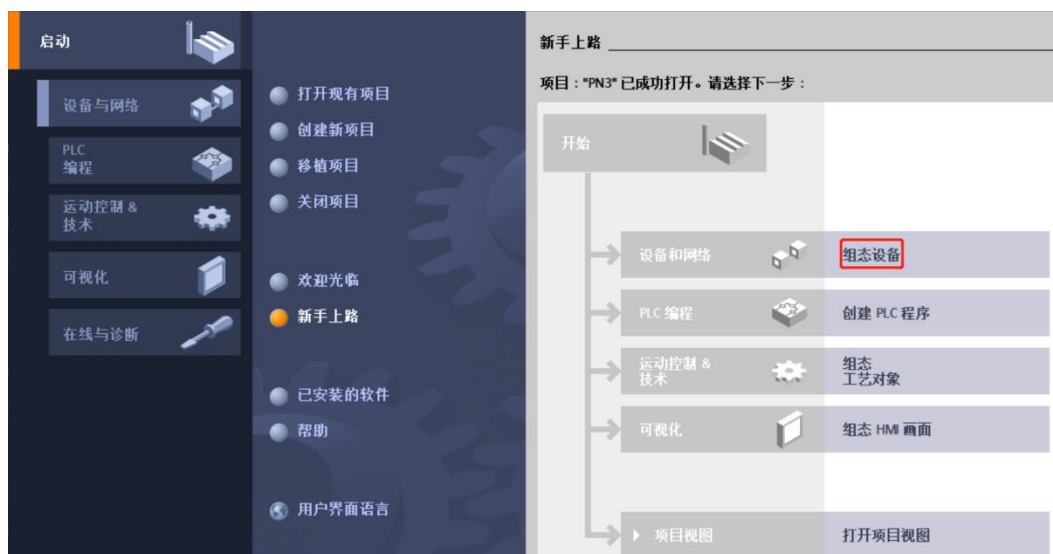 启动
设备与网络
PLC
编程
运动控制 &
技术
可视化
在线与诊断
打开现有项目
创建新项目
移植项目
关闭项目
欢迎光临
新手上路
已安装的软件
帮助
用户界面语言
新手上路
项目："PN3" 已成功打开。请选择下一步：
开始
设备和网络
组态设备
PLC 编程
创建 PLC 程序
运动控制 &
技术
组态
工艺对象
可视化
组态 HMI 画面
项目视图
打开项目视图